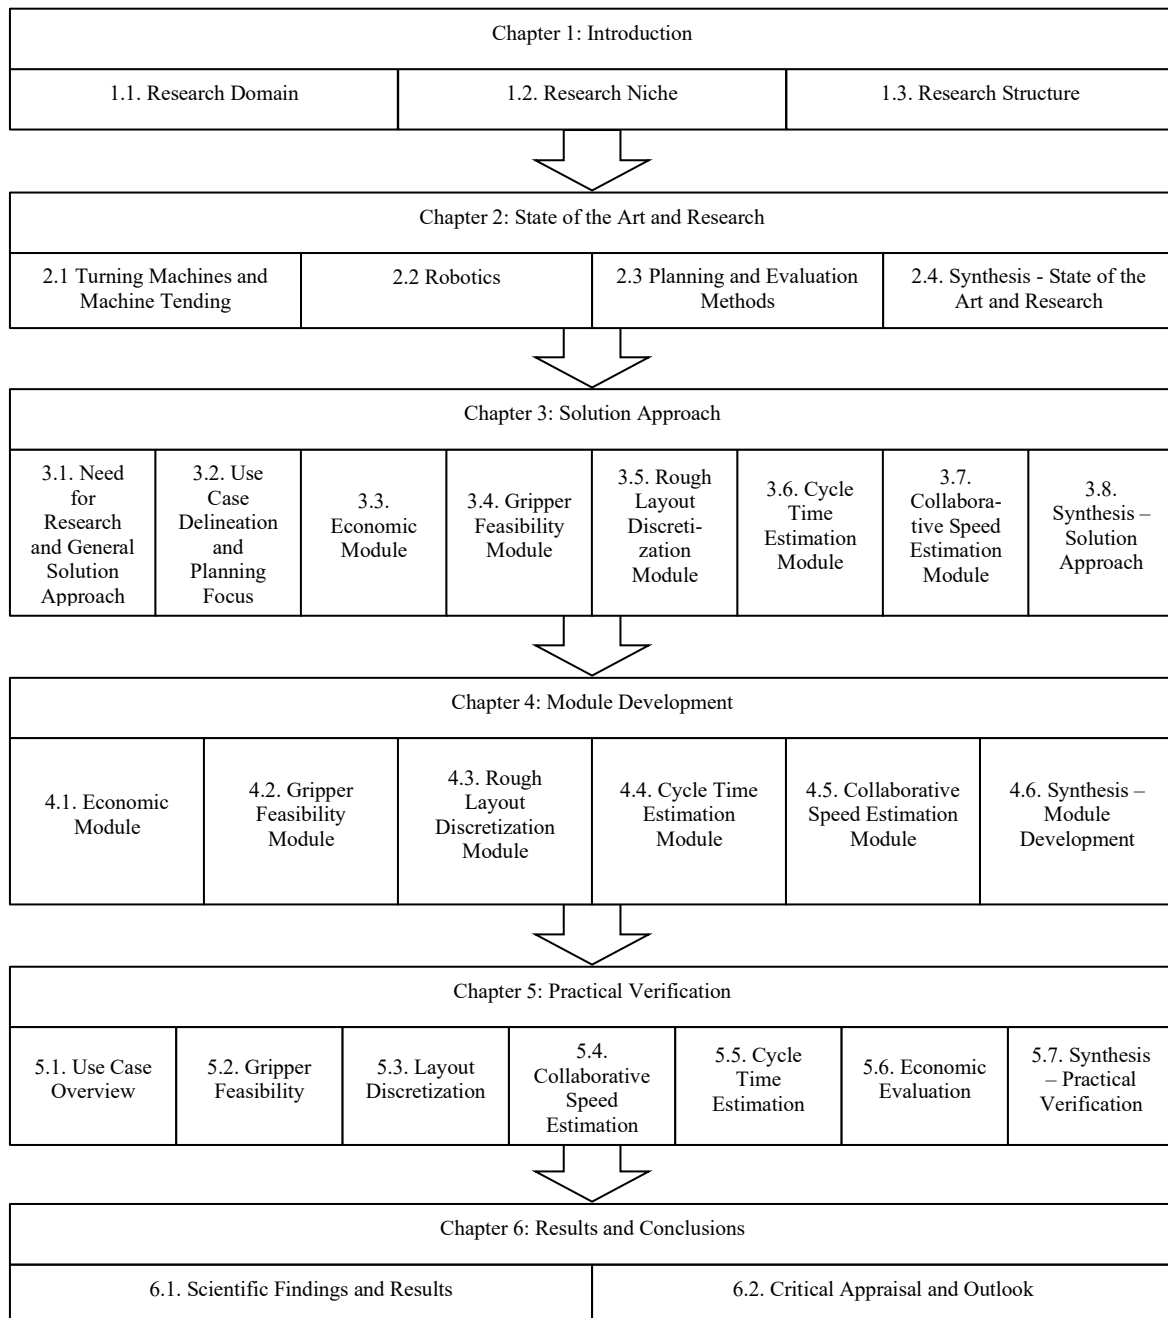 Chapter 1: Introduction
1.1. Research Domain
1.2. Research Niche
1.3. Research Structure
Chapter 2: State of the Art and Research
2.1 Turning Machines and
Machine Tending
2.2 Robotics
2.3 Planning and Evaluation
Methods
2.4. Synthesis - State of the
Art and Research
Chapter 3: Solution Approach
3.1. Need
for
Research
and General
Solution
Approach
3.2. Use
Case
Delineation
and
Planning
Focus
3.3.
Economic
Module
3.4. Gripper
Feasibility
Module
3.5. Rough
Layout
Discreti-
zation
Module
3.6. Cycle
Time
Estimation
Module
3.7.
Collabora-
tive Speed
Estimation
Module
3.8.
Synthesis –
Solution
Approach
Chapter 4: Module Development
4.1. Economic
Module
4.2. Gripper
Feasibility
Module
4.3. Rough
Layout
Discretization
Module
4.4. Cycle Time
Estimation
Module
4.5. Collaborative
Speed Estimation
Module
4.6. Synthesis –
Module
Development
Chapter 5: Practical Verification
5.1. Use Case
Overview
5.2. Gripper
Feasibility
5.3. Layout
Discretization
5.4.
Collaborative
Speed
Estimation
5.5. Cycle
Time
Estimation
5.6. Economic
Evaluation
5.7. Synthesis
– Practical
Verification
Chapter 6: Results and Conclusions
6.1. Scientific Findings and Results
6.2. Critical Appraisal and Outlook